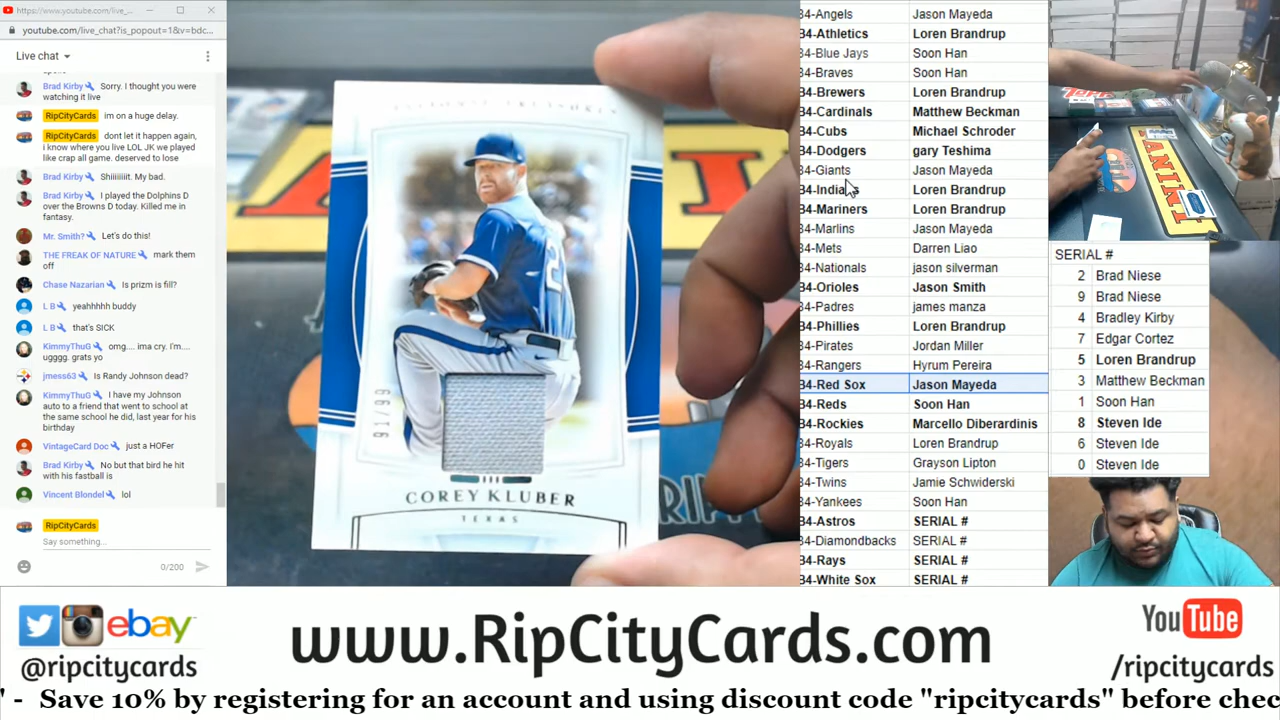 https://www.youtube.com/live_...
youtube.com/live_chat?is_popout=1&v=bdc...
Live chat
Brad Kirby Sorry. I thought you were
watching it live
RipCityCards im on a huge delay.
RipCityCards dont let it happen again,
i know where you live LOL JK we played
like crap all game. deserved to lose
Brad Kirby Shiiiiiiiit. My bad.
Brad Kirby I played the Dolphins D
over the Browns D today. Killed me in
fantasy.
Mr. Smith? Let's do this!
THE FREAK OF NATURE mark them
off
Chase Nazarian Is prizm is fill?
L B yeahhhhh buddy
L B that's SICK
KimmyThuG omg.... ima cry. I'm....
ugggg. grats yo
jmess63 Is Randy Johnson dead?
KimmyThuG I have my Johnson
auto to a friend that went to school at
the same school he did, last year for his
birthday
VintageCard Doc just a HOFer
Brad Kirby No but that bird he hit
with his fastball is
Vincent Blondel lol
RipCityCards
Say something...
0/200
91/99
COREY KLUBER
TEXAS
34-Angels Jason Mayeda
34-Athletics Loren Brandrup
34-Blue Jays Soon Han
34-Braves Soon Han
34-Brewers Loren Brandrup
34-Cardinals Matthew Beckman
34-Cubs Michael Schroder
34-Dodgers gary Teshima
34-Giants Jason Mayeda
34-Indians Loren Brandrup
34-Mariners Loren Brandrup
34-Marlins Jason Mayeda
34-Mets Darren Liao
34-Nationals jason silverman
34-Orioles Jason Smith
34-Padres james manza
34-Phillies Loren Brandrup
34-Pirates Jordan Miller
34-Rangers Hyrum Pereira
34-Red Sox Jason Mayeda
34-Reds Soon Han
34-Rockies Marcello Diberardinis
34-Royals Loren Brandrup
34-Tigers Grayson Lipton
34-Twins Jamie Schwiderski
34-Yankees Soon Han
34-Astros SERIAL #
34-Diamondbacks SERIAL #
34-Rays SERIAL #
34-White Sox SERIAL #
PANINI
SERIAL #
2 Brad Niese
9 Brad Niese
4 Bradley Kirby
7 Edgar Cortez
5 Loren Brandrup
3 Matthew Beckman
1 Soon Han
8 Steven Ide
6 Steven Ide
0 Steven Ide
ebay
@ripcitycards
www.RipCityCards.com
YouTube
/ripcitycards
" - Save 10% by registering for an account and using discount code "ripcitycards" before chec